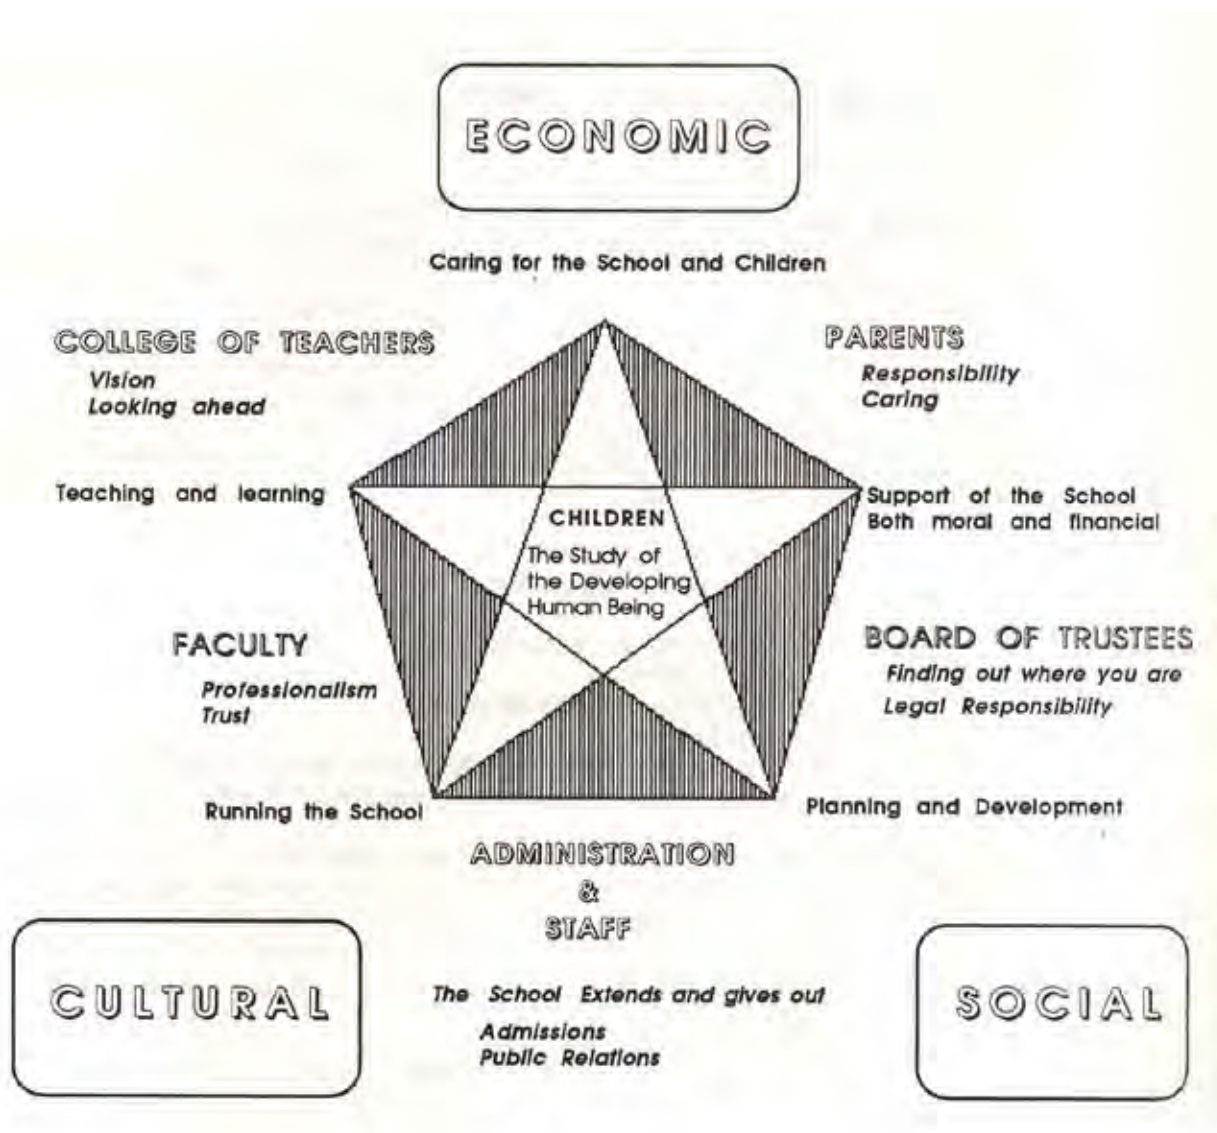 ECONOMIC
Caring for the School and Children
COLLEGE OF TEACHERS
Vision
Looking ahead
PARENTS
Responsibility
Caring
Teaching and learning
Support of the School
Both moral and financial
CHILDREN
The Study of
the Developing
Human Being
FACULTY
Professionalism
Trust
BOARD OF TRUSTEES
Finding out where you are
Legal Responsibility
Running the School
Planning and Development
ADMINISTRATION
&
STAFF
CULTURAL
The School Extends and gives out
Admissions
Public Relations
SOCIAL